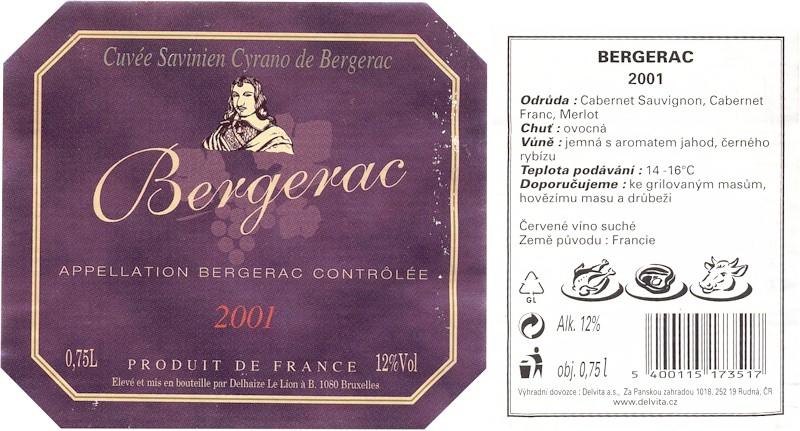 Cuvée Savinien Cyrano de Bergerac
Bergerac
APPELLATION BERGERAC CONTRÔLÉE
2001
0,75L PRODUIT DE FRANCE 12%Vol
Elevé et mis en bouteille par Delhaize Le Lion à B. 1080 Bruxelles
BERGERAC
2001
Odrůda : Cabernet Sauvignon, Cabernet
Franc, Merlot
Chuť : ovocná
Vůně : jemná s aromatem jahod, černého
rybízu
Teplota podávání : 14 -16°C
Doporučujeme : ke grilovaným masům,
hovězímu masu a drůbeži
Červené víno suché
Země původu : Francie
GL
Alk. 12%
obj. 0,75 l
5 400115 173517
Výhradní dovozce : Delvita a.s., Za Panskou zahradou 1018, 252 19 Rudná, ČR
www.delvita.cz